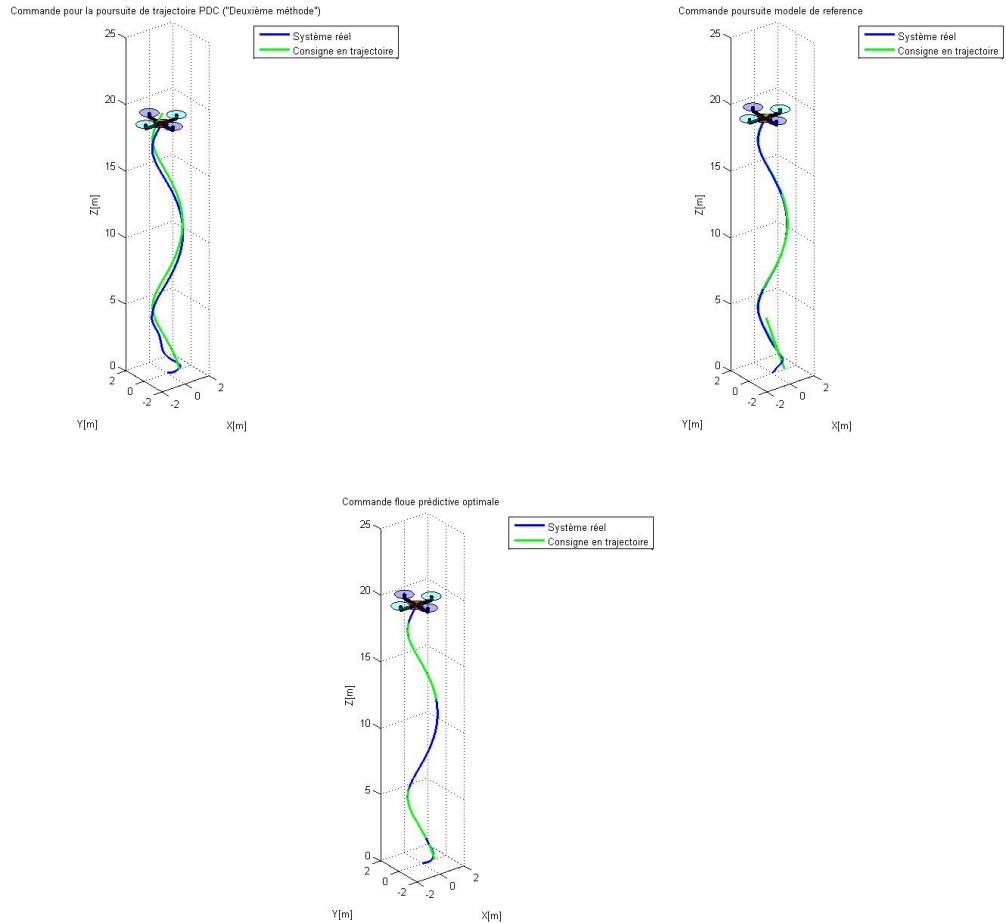 Commande pour la poursuite de trajectoire PDC ("Deuxième méthode")
Système réel
Consigne en trajectoire
25
20
15
10
5
0
Z[m]
2
0
-2
Y[m]
-2
0
2
X[m]
Commande poursuite modele de reference
Système réel
Consigne en trajectoire
25
20
15
10
5
0
Z[m]
2
0
-2
Y[m]
-2
0
2
X[m]
Commande floue prédictive optimale
Système réel
Consigne en trajectoire
25
20
15
10
5
0
Z[m]
2
0
-2
Y[m]
-2
0
2
X[m]